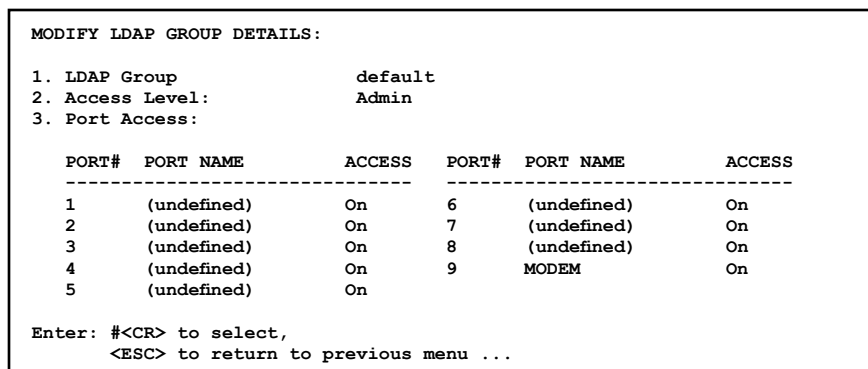 MODIFY LDAP GROUP DETAILS:
1. LDAP Group default
2. Access Level: Admin
3. Port Access:
PORT# PORT NAME ACCESS PORT# PORT NAME ACCESS
------------------------------- -------------------------------
1 (undefined) On 6 (undefined) On
2 (undefined) On 7 (undefined) On
3 (undefined) On 8 (undefined) On
4 (undefined) On 9 MODEM On
5 (undefined) On
Enter: #<CR> to select,
<ESC> to return to previous menu ...